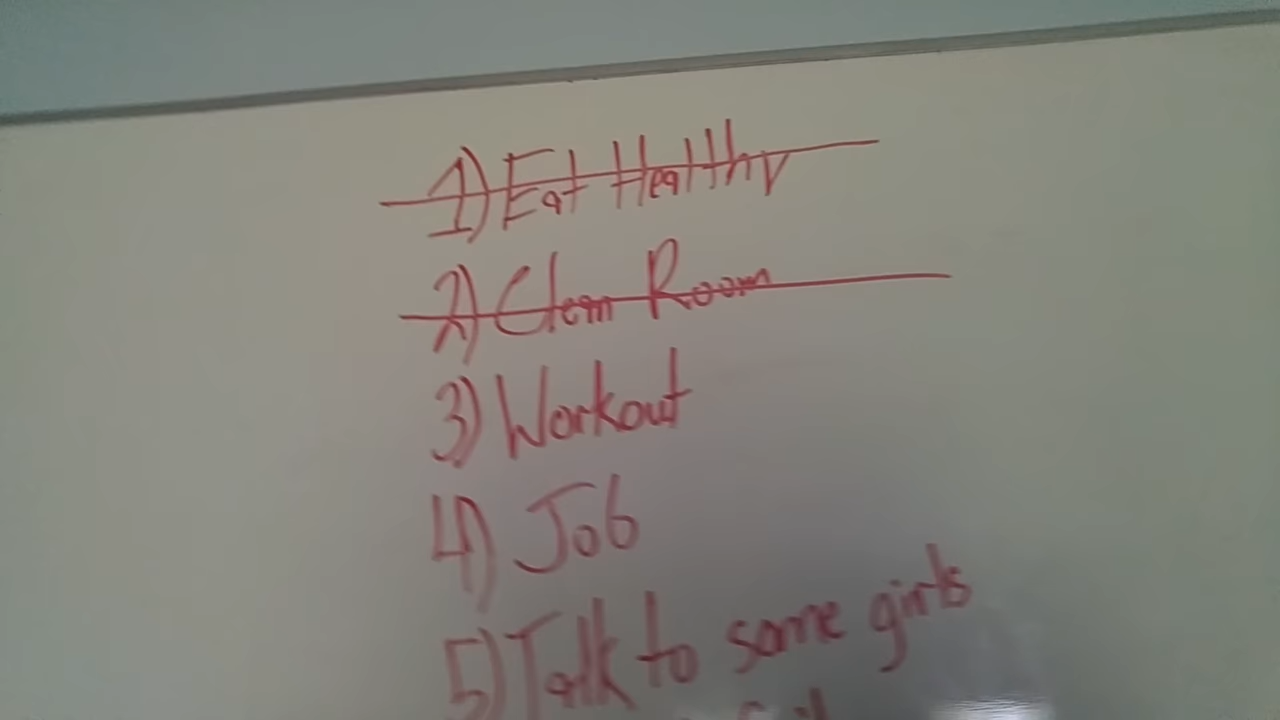 1) Eat Healthy
2) Clean Room
3) Workout
4) Job
5) Talk to some girls